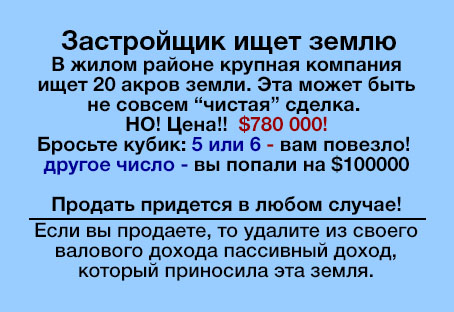 Застройщик ищет землю
В жилом районе крупная компания
ищет 20 акров земли. Эта может быть
не совсем “чистая” сделка.
НО! Цена!! $780 000!
Бросьте кубик: 5 или 6 - вам повезло!
другое число - вы попали на $100000
Продать придется в любом случае!
Если вы продаете, то удалите из своего
валового дохода пассивный доход,
который приносила эта земля.